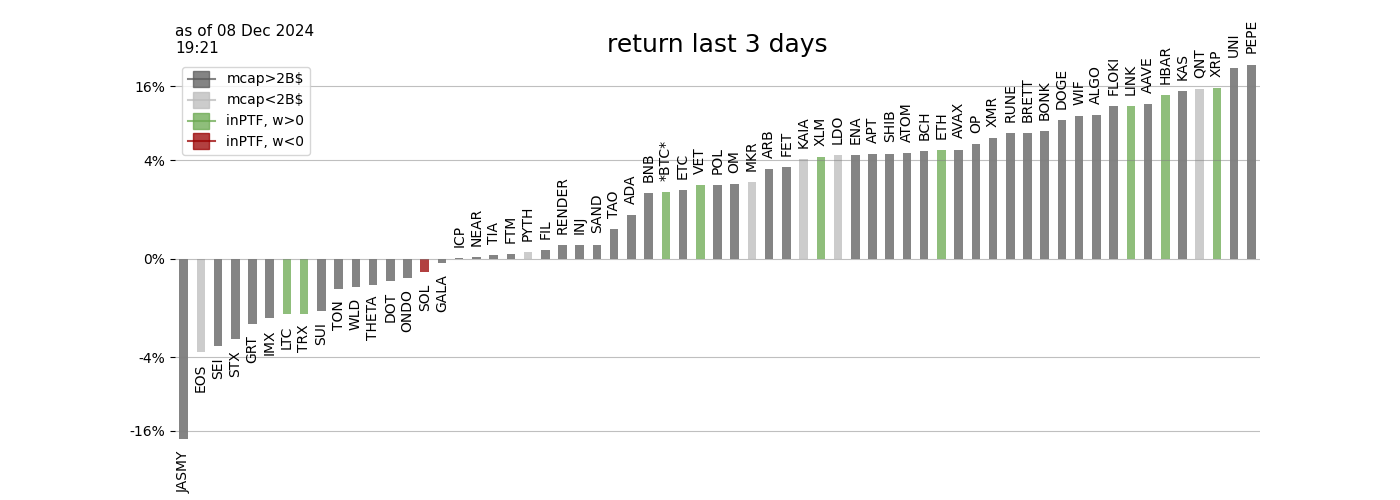 as of 08 Dec 2024
19:21
return last 3 days
mcap>2B$
mcap<2B$
inPTF, w>0
inPTF, w<0
16%
4%
0%
-4%
-16%
JASMY
EOS
SEI
STX
GRT
IMX
LTC
TRX
SUI
TON
WLD
THETA
DOT
ONDO
SOL
GALA
ICP
NEAR
TIA
FTM
PYTH
FIL
RENDER
INJ
SAND
TAO
ADA
BNB
*BTC*
ETC
VET
POL
OM
MKR
ARB
FET
KAIA
XLM
LDO
ENA
APT
SHIB
ATOM
BCH
ETH
AVAX
OP
XMR
RUNE
BRETT
BONK
DOGE
WIF
ALGO
FLOKI
LINK
AAVE
HBAR
KAS
QNT
XRP
UNI
PEPE